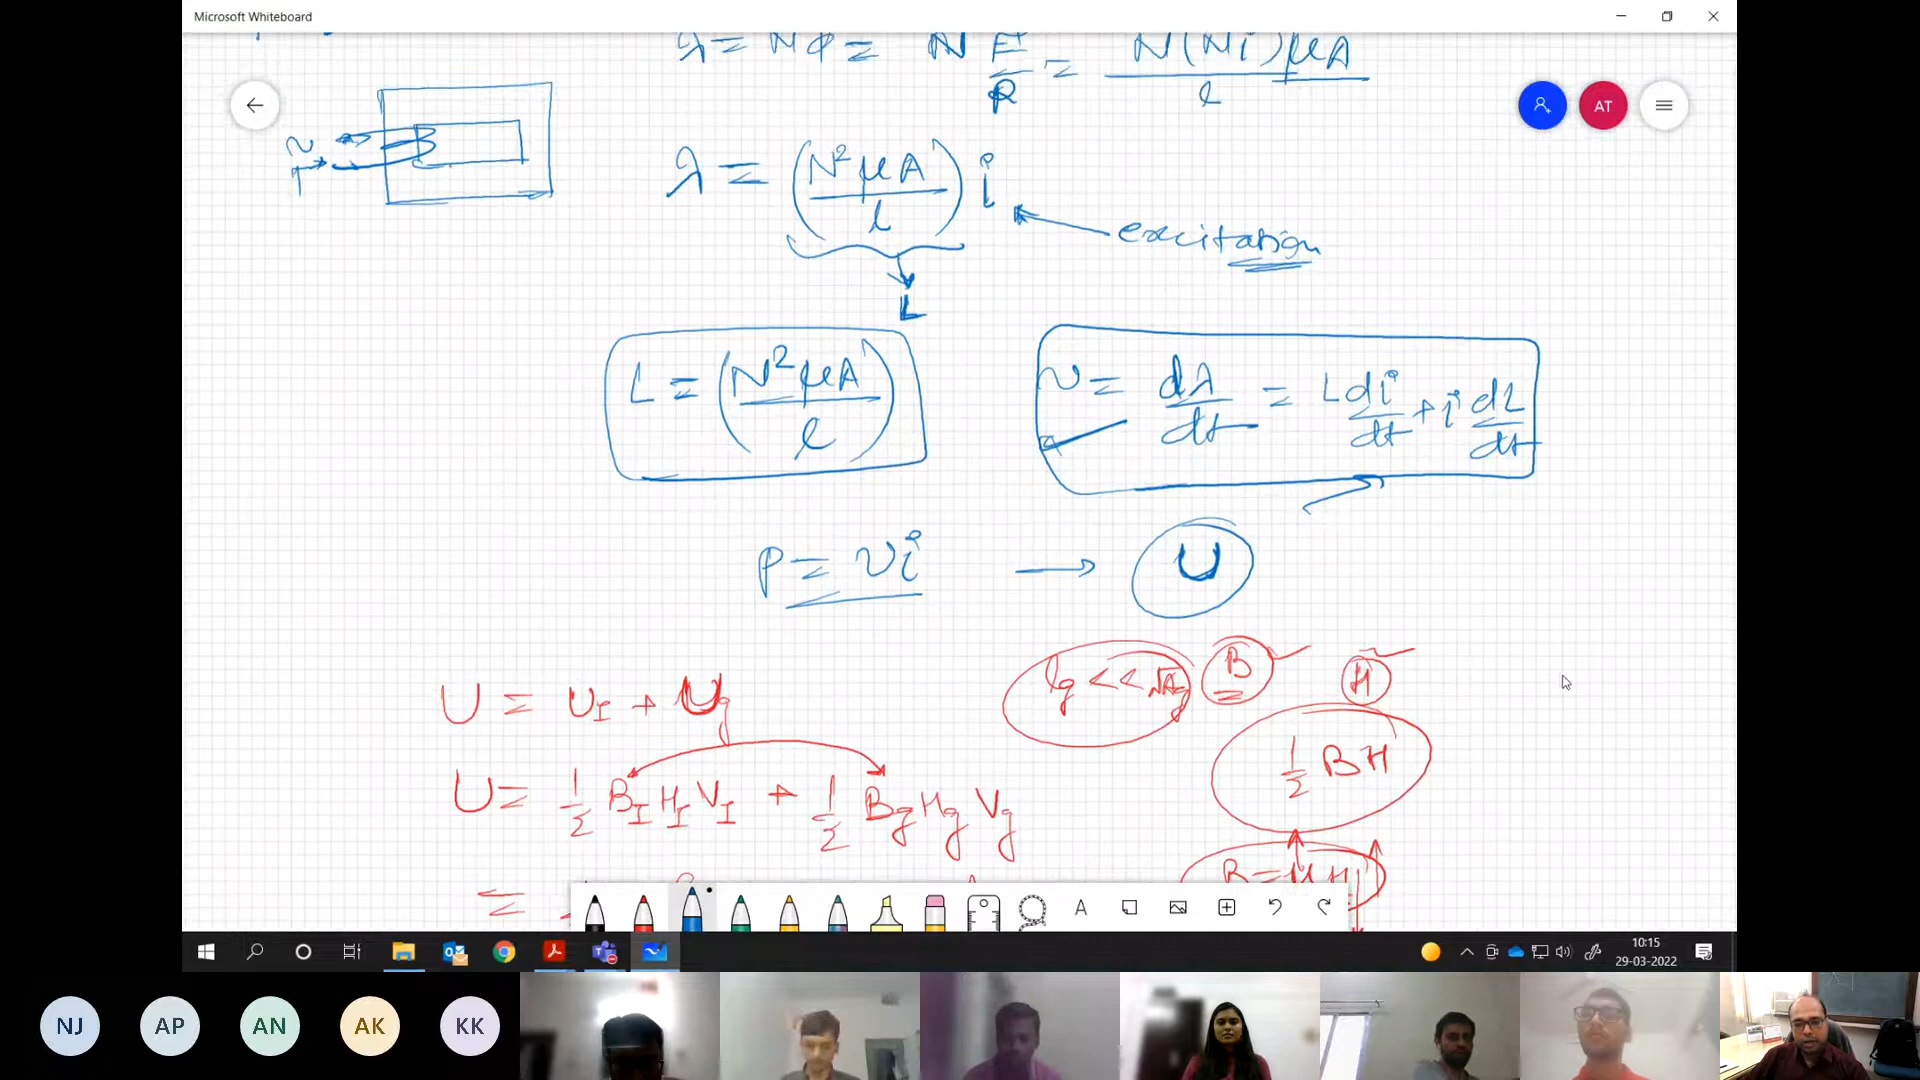 Microsoft Whiteboard
λ = Nφ = N F/R = N(Ni)μA/l
λ = (N²μA/l) i
excitation
L
L = (N²μA/l)
v = dλ/dt = L di/dt + i dL/dt
p = vi → U
lg << √Ag B H
U = UI + Ug
½ BH
U = ½ BI HI VI + ½ Bg Hg Vg
B = μH
=
AT
A
10:15
29-03-2022
NJ AP AN AK KK